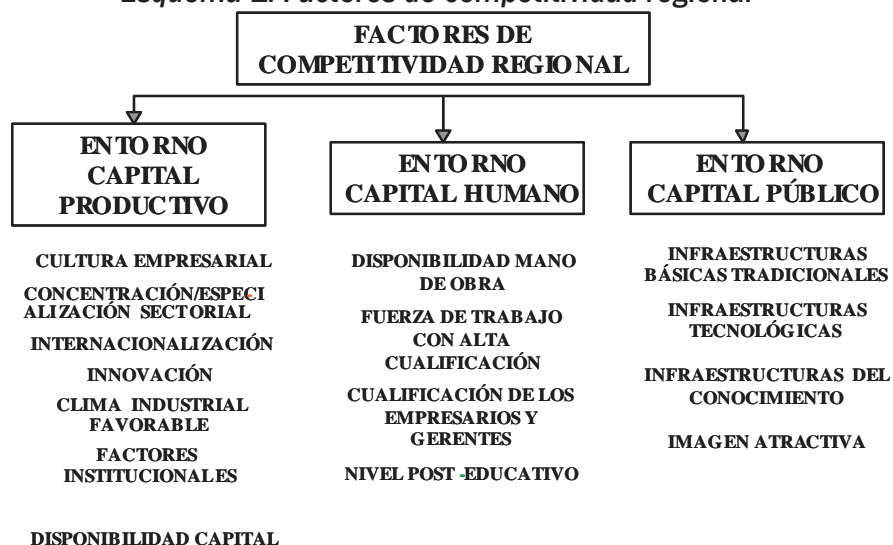 Esquema 2. Factores de competitividad regional
FACTORES DE
COMPETITIVIDAD REGIONAL
ENTORNO
CAPITAL
PRODUCTIVO
CULTURA EMPRESARIAL
CONCENTRACIÓN/ESPECI
ALIZACIÓN SECTORIAL
INTERNACIONALIZACIÓN
INNOVACIÓN
CLIMA INDUSTRIAL
FAVORABLE
FACTORES
INSTITUCIONALES
DISPONIBILIDAD CAPITAL
ENTORNO
CAPITAL HUMANO
DISPONIBILIDAD MANO
DE OBRA
FUERZA DE TRABAJO
CON ALTA
CUALIFICACIÓN
CUALIFICACIÓN DE LOS
EMPRESARIOS Y
GERENTES
NIVEL POST-EDUCATIVO
ENTORNO
CAPITAL PÚBLICO
INFRAESTRUCTURAS
BÁSICAS TRADICIONALES
INFRAESTRUCTURAS
TECNOLÓGICAS
INFRAESTRUCTURAS DEL
CONOCIMIENTO
IMAGEN ATRACTIVA